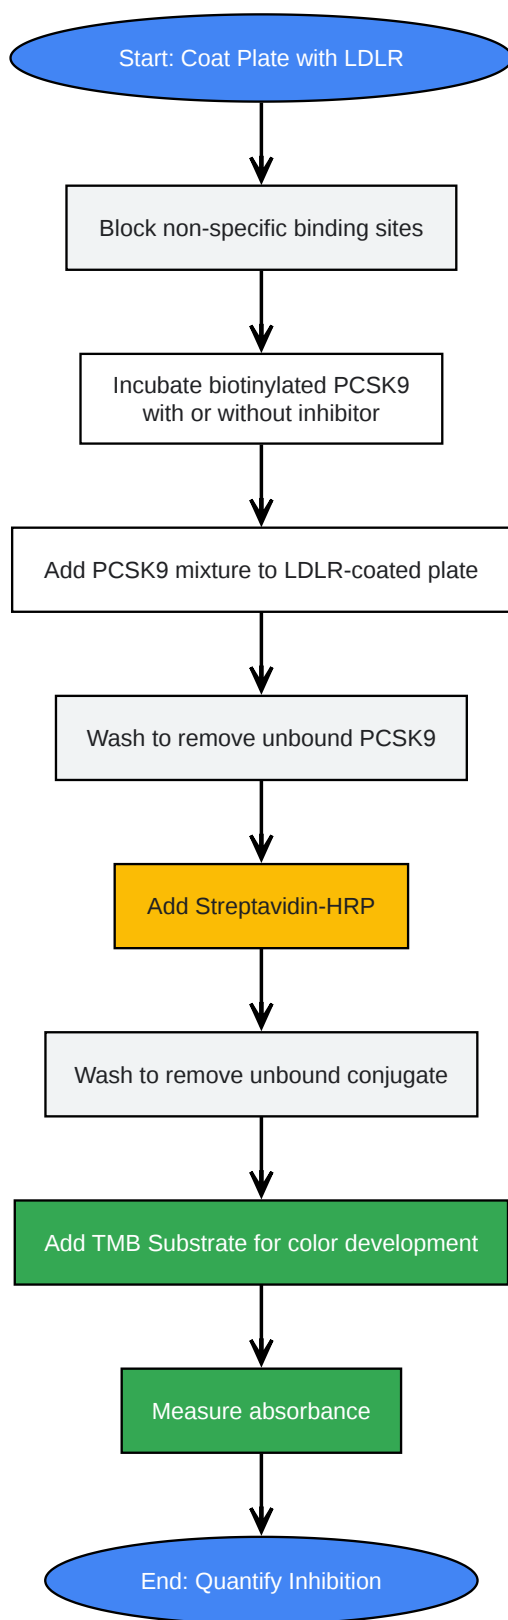 Start: Coat Plate with LDLR
Block non-specific binding sites
Incubate biotinylated PCSK9
with or without inhibitor
Add PCSK9 mixture to LDLR-coated plate
Wash to remove unbound PCSK9
Add Streptavidin-HRP
Wash to remove unbound conjugate
Add TMB Substrate for color development
Measure absorbance
End: Quantify Inhibition